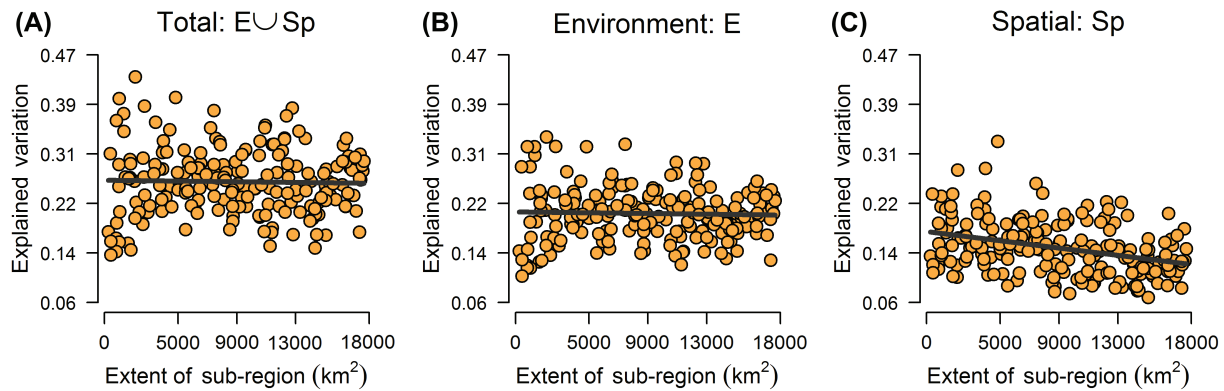 (A) Total: E∪Sp
Explained variation
0.47
0.39
0.31
0.22
0.14
0.06
0 5000 9000 13000 18000
Extent of sub-region (km²)
(B) Environment: E
Explained variation
0.47
0.39
0.31
0.22
0.14
0.06
0 5000 9000 13000 18000
Extent of sub-region (km²)
(C) Spatial: Sp
Explained variation
0.47
0.39
0.31
0.22
0.14
0.06
0 5000 9000 13000 18000
Extent of sub-region (km²)